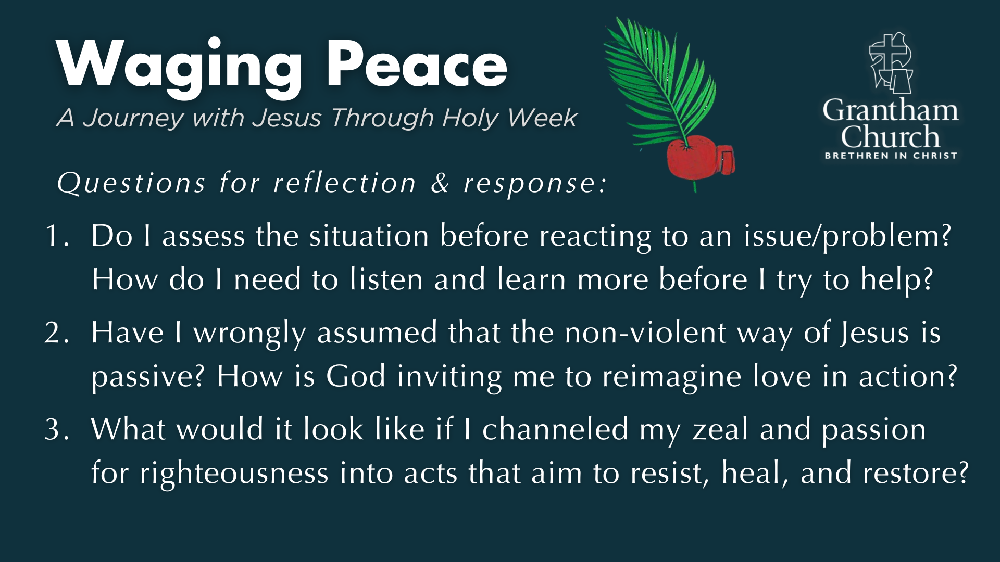 Waging Peace
A Journey with Jesus Through Holy Week
Grantham
Church
BRETHREN IN CHRIST
Questions for reflection & response:
1. Do I assess the situation before reacting to an issue/problem?
How do I need to listen and learn more before I try to help?
2. Have I wrongly assumed that the non-violent way of Jesus is
passive? How is God inviting me to reimagine love in action?
3. What would it look like if I channeled my zeal and passion
for righteousness into acts that aim to resist, heal, and restore?